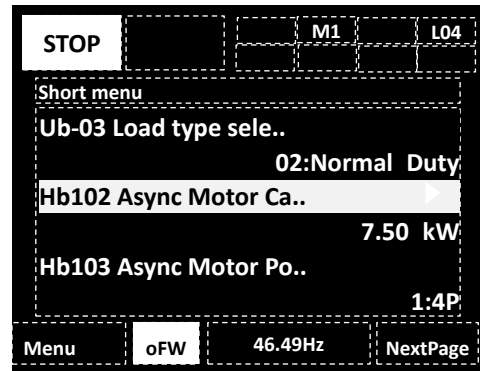 STOP M1 L04
Short menu
Ub-03 Load type sele..
02:Normal Duty
Hb102 Async Motor Ca..
7.50 kW
Hb103 Async Motor Po..
1:4P
Menu oFW 46.49Hz NextPage